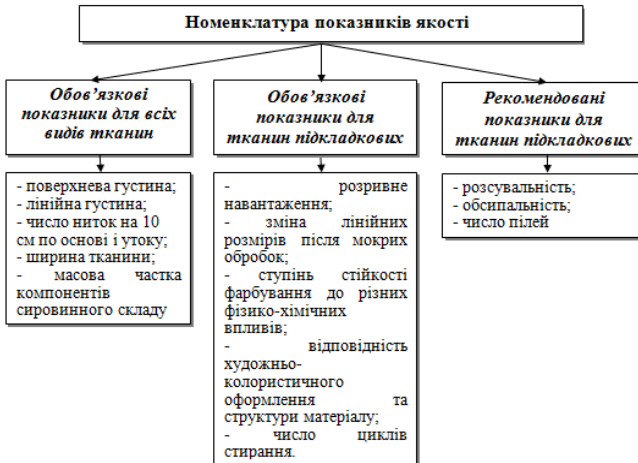 Номенклатура показників якості
Обов’язкові
показники для всіх
видів тканин
Обов’язкові
показники для
тканин підкладкових
Рекомендовані
показники для
тканин підкладкових
- поверхнева густина;
- лінійна густина;
- число ниток на 10
см по основі і утоку;
- ширина тканини;
- масова частка
компонентів
сировинного складу
- розривне
навантаження;
- зміна лінійних
розмірів після мокрих
обробок;
- ступінь стійкості
фарбування до різних
фізико-хімічних
впливів;
- відповідність
художньо-
колористичного
оформлення та
структури матеріалу;
- число циклів
стирання.
- розсувальність;
- обсипальність;
- число пілей